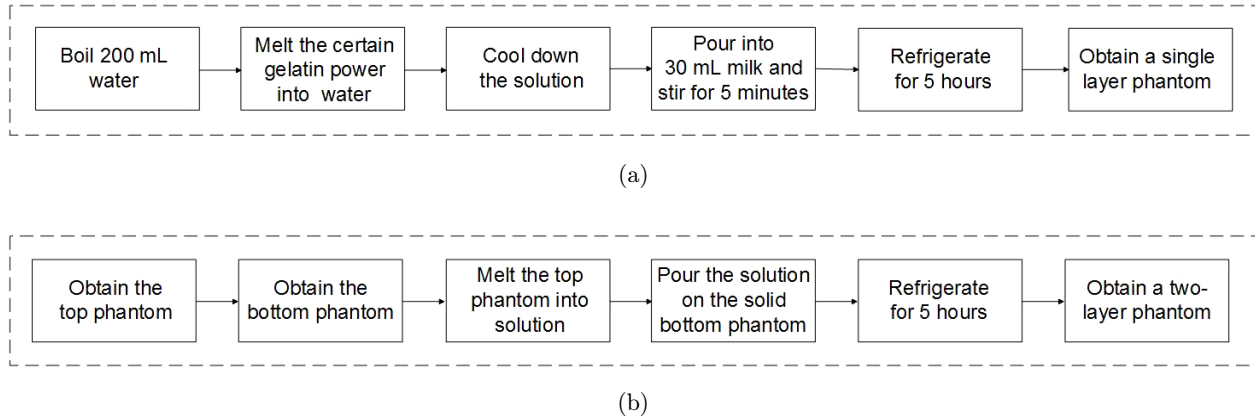 Boil 200 mL
water
Melt the certain
gelatin power
into water
Cool down
the solution
Pour into
30 mL milk and
stir for 5 minutes
Refrigerate
for 5 hours
Obtain a single
layer phantom
(a)
Obtain the
top phantom
Obtain the
bottom phantom
Melt the top
phantom into
solution
Pour the solution
on the solid
bottom phantom
Refrigerate
for 5 hours
Obtain a two-
layer phantom
(b)